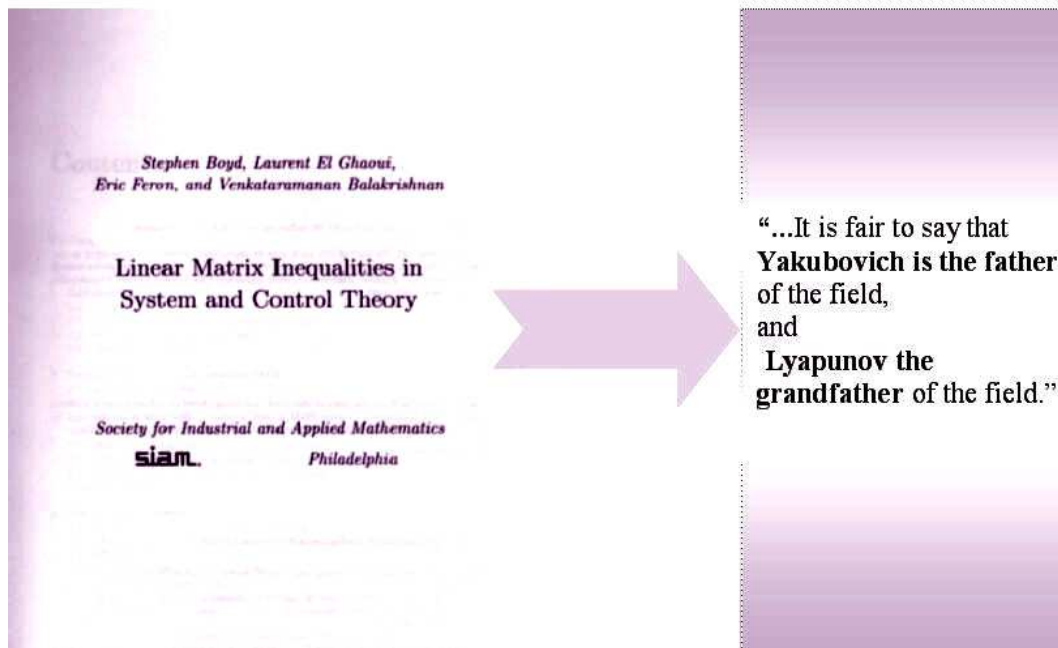 Stephen Boyd, Laurent El Ghaoui,
Eric Feron, and Venkataramanan Balakrishnan
Linear Matrix Inequalities in
System and Control Theory
Society for Industrial and Applied Mathematics
siam. Philadelphia
“...It is fair to say that
Yakubovich is the father
of the field,
and
Lyapunov the
grandfather of the field.”